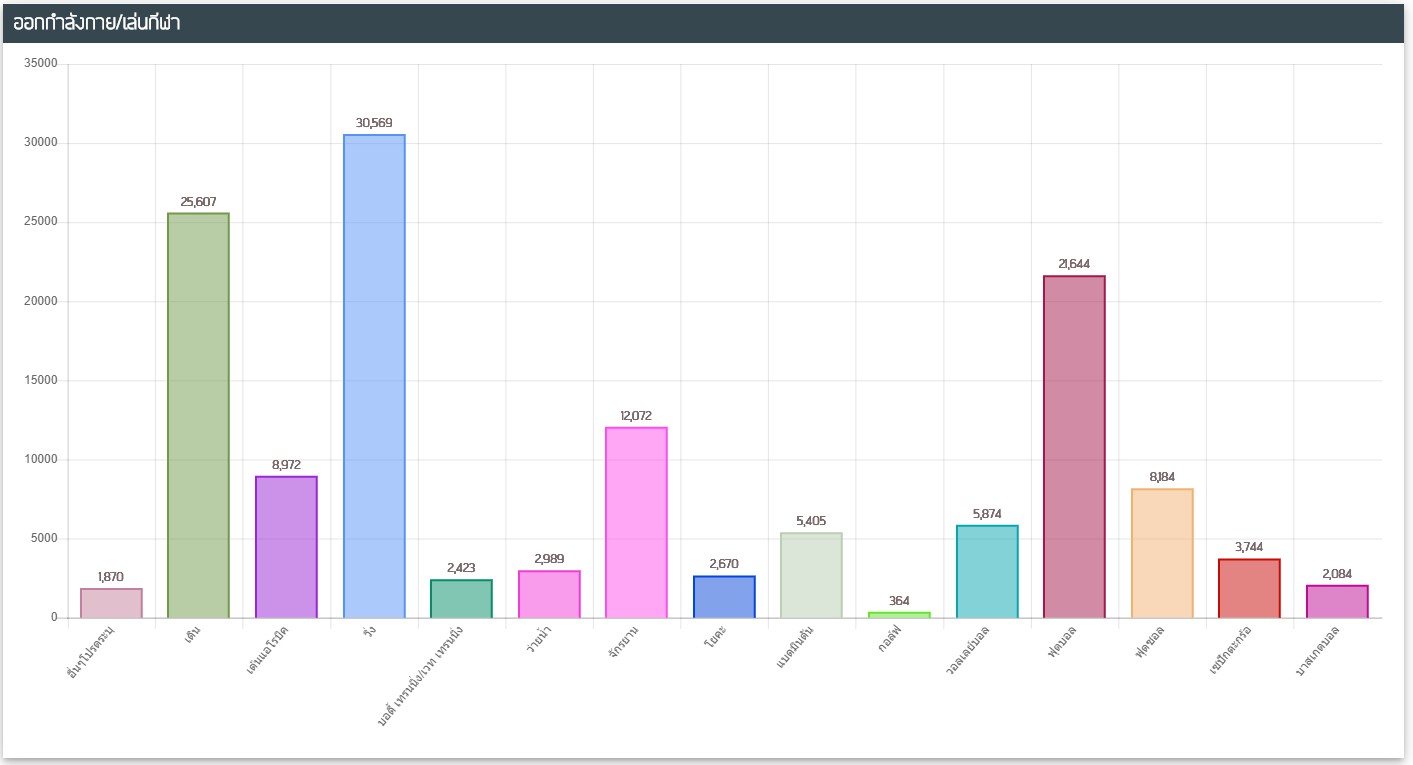 ออกกำลังกาย/เล่นกีฬา
35000
30000
25000
20000
15000
10000
5000
0
1,870
25,607
8,972
30,569
2,423
2,989
12,072
2,670
5,405
364
5,874
21,644
8,184
3,744
2,084
อื่นๆโปรดระบุ
เดิน
เต้นแอโรบิค
วิ่ง
บอดี้ เทรนนิ่ง/เวท เทรนนิ่ง
ว่ายน้ำ
จักรยาน
โยคะ
แบดมินตัน
กอล์ฟ
วอลเลย์บอล
ฟุตบอล
ฟุตซอล
เซปักตะกร้อ
บาสเกตบอล